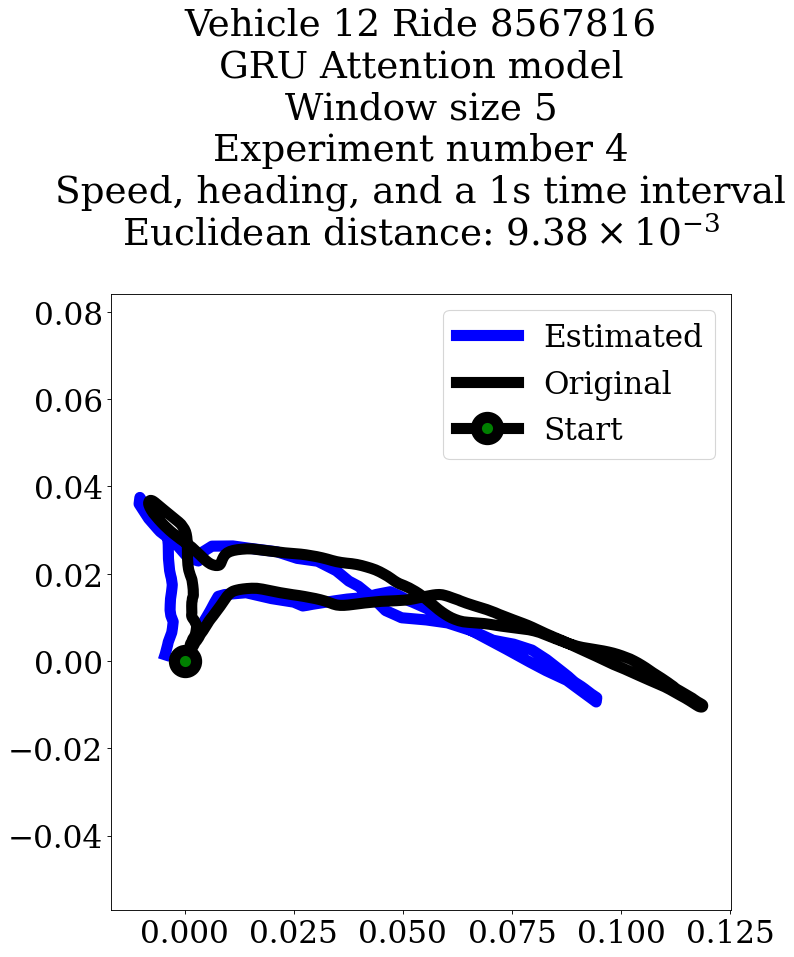 Vehicle 12 Ride 8567816
GRU Attention model
Window size 5
Experiment number 4
Speed, heading, and a 1s time interval
Euclidean distance: 9.38 × 10⁻³
Estimated
Original
Start
0.08
0.06
0.04
0.02
0.00
−0.02
−0.04
0.000 0.025 0.050 0.075 0.100 0.125